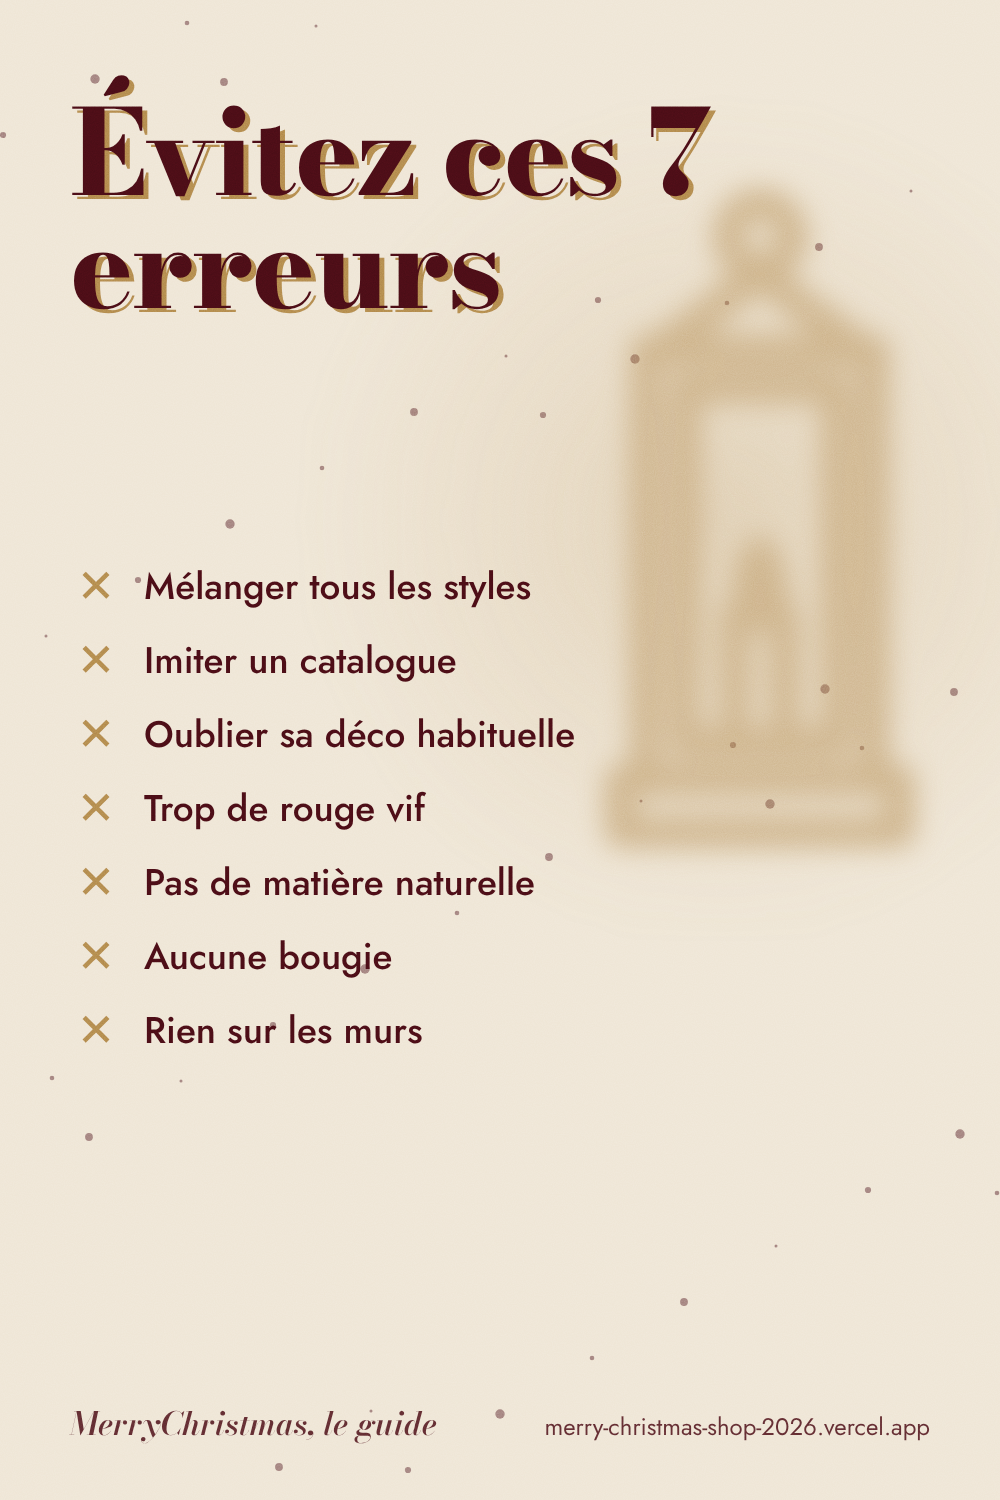 Évitez ces 7
erreurs
✕ Mélanger tous les styles
✕ Imiter un catalogue
✕ Oublier sa déco habituelle
✕ Trop de rouge vif
✕ Pas de matière naturelle
✕ Aucune bougie
✕ Rien sur les murs
MerryChristmas, le guide
merry-christmas-shop-2026.vercel.app